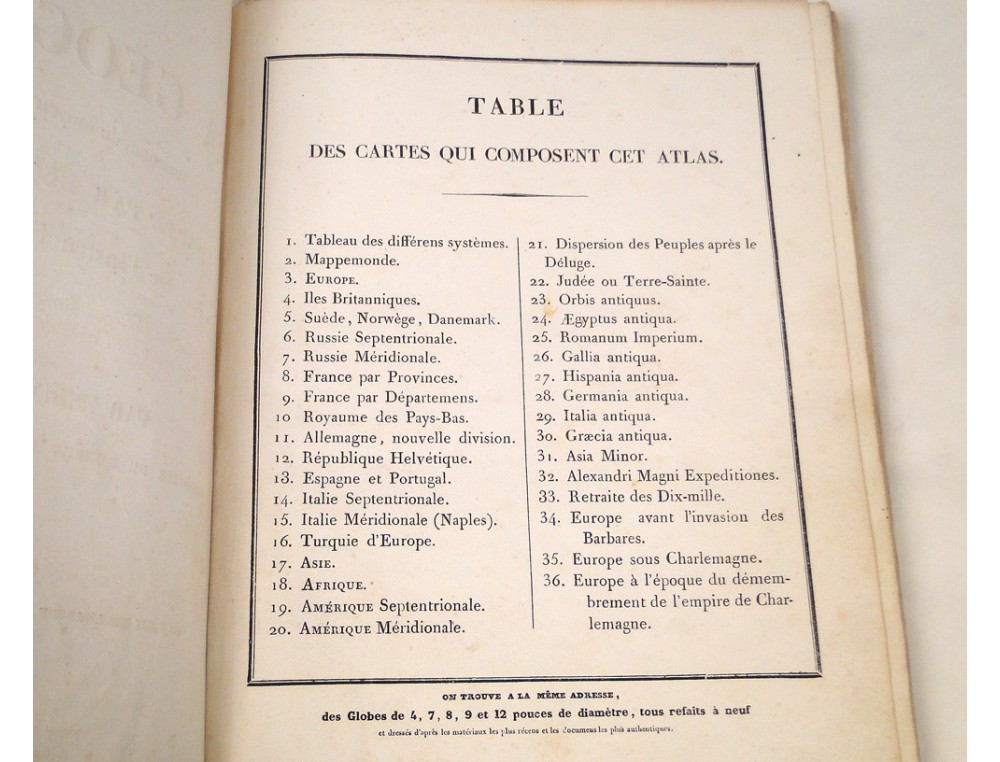 TABLE
DES CARTES QUI COMPOSENT CET ATLAS.
1. Tableau des différens systèmes.
2. Mappemonde.
3. EUROPE.
4. Iles Britanniques.
5. Suède, Norwège, Danemark.
6. Russie Septentrionale.
7. Russie Méridionale.
8. France par Provinces.
9. France par Départemens.
10 Royaume des Pays-Bas.
11. Allemagne, nouvelle division.
12. République Helvétique.
13. Espagne et Portugal.
14. Italie Septentrionale.
15. Italie Méridionale (Naples).
16. Turquie d'Europe.
17. ASIE.
18. AFRIQUE.
19. AMÉRIQUE Septentrionale.
20. AMÉRIQUE Méridionale.
21. Dispersion des Peuples après le
Déluge.
22. Judée ou Terre-Sainte.
23. Orbis antiquus.
24. Ægyptus antiqua.
25. Romanum Imperium.
26. Gallia antiqua.
27. Hispania antiqua.
28. Germania antiqua.
29. Italia antiqua.
30. Græcia antiqua.
31. Asia Minor.
32. Alexandri Magni Expeditiones.
33. Retraite des Dix-mille.
34. Europe avant l'invasion des
Barbares.
35. Europe sous Charlemagne.
36. Europe à l'époque du démem-
brement de l'empire de Char-
lemagne.
ON TROUVE A LA MÊME ADRESSE,
des Globes de 4, 7, 8, 9 et 12 pouces de diamètre, tous refaits à neuf
et dressés d'après les matériaux les plus récens et les documens les plus authentiques.